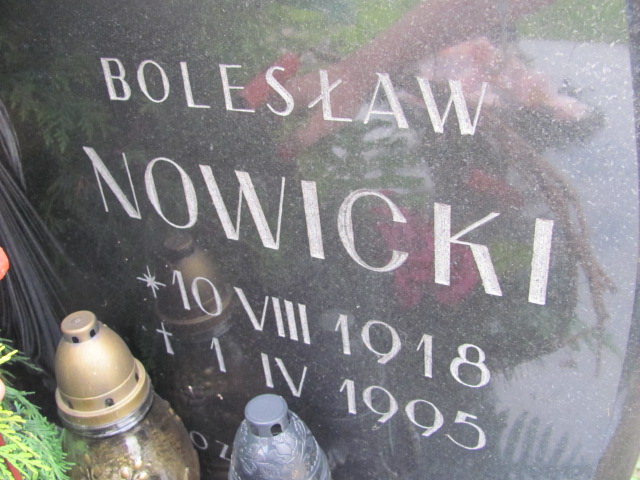 BOLESŁAW
NOWICKI
* 10 VIII 1918
† 1 IV 1995